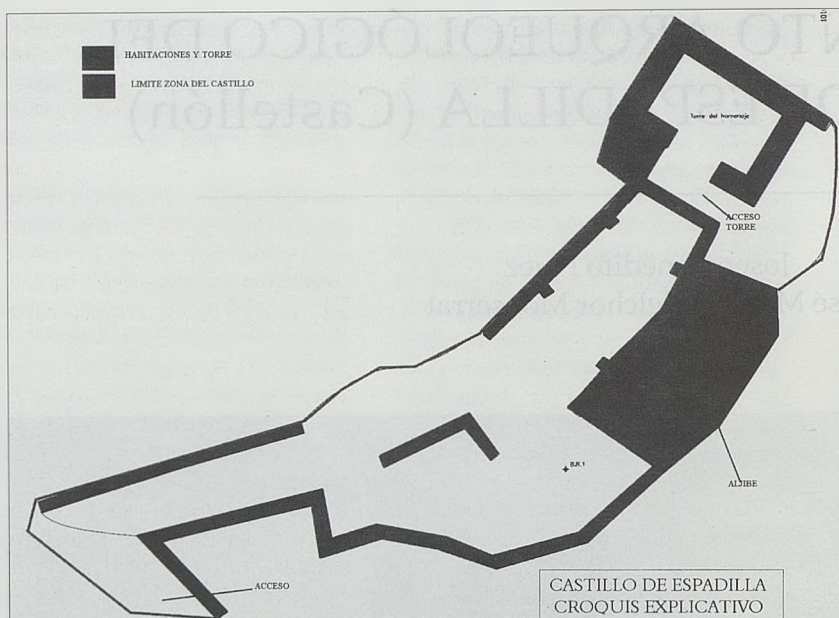 101
HABITACIONES Y TORRE
LIMITE ZONA DEL CASTILLO
Torre del homenaje
ACCESO
TORRE
B.R.1
ALJIBE
ACCESO
CASTILLO DE ESPADILLA
CROQUIS EXPLICATIVO